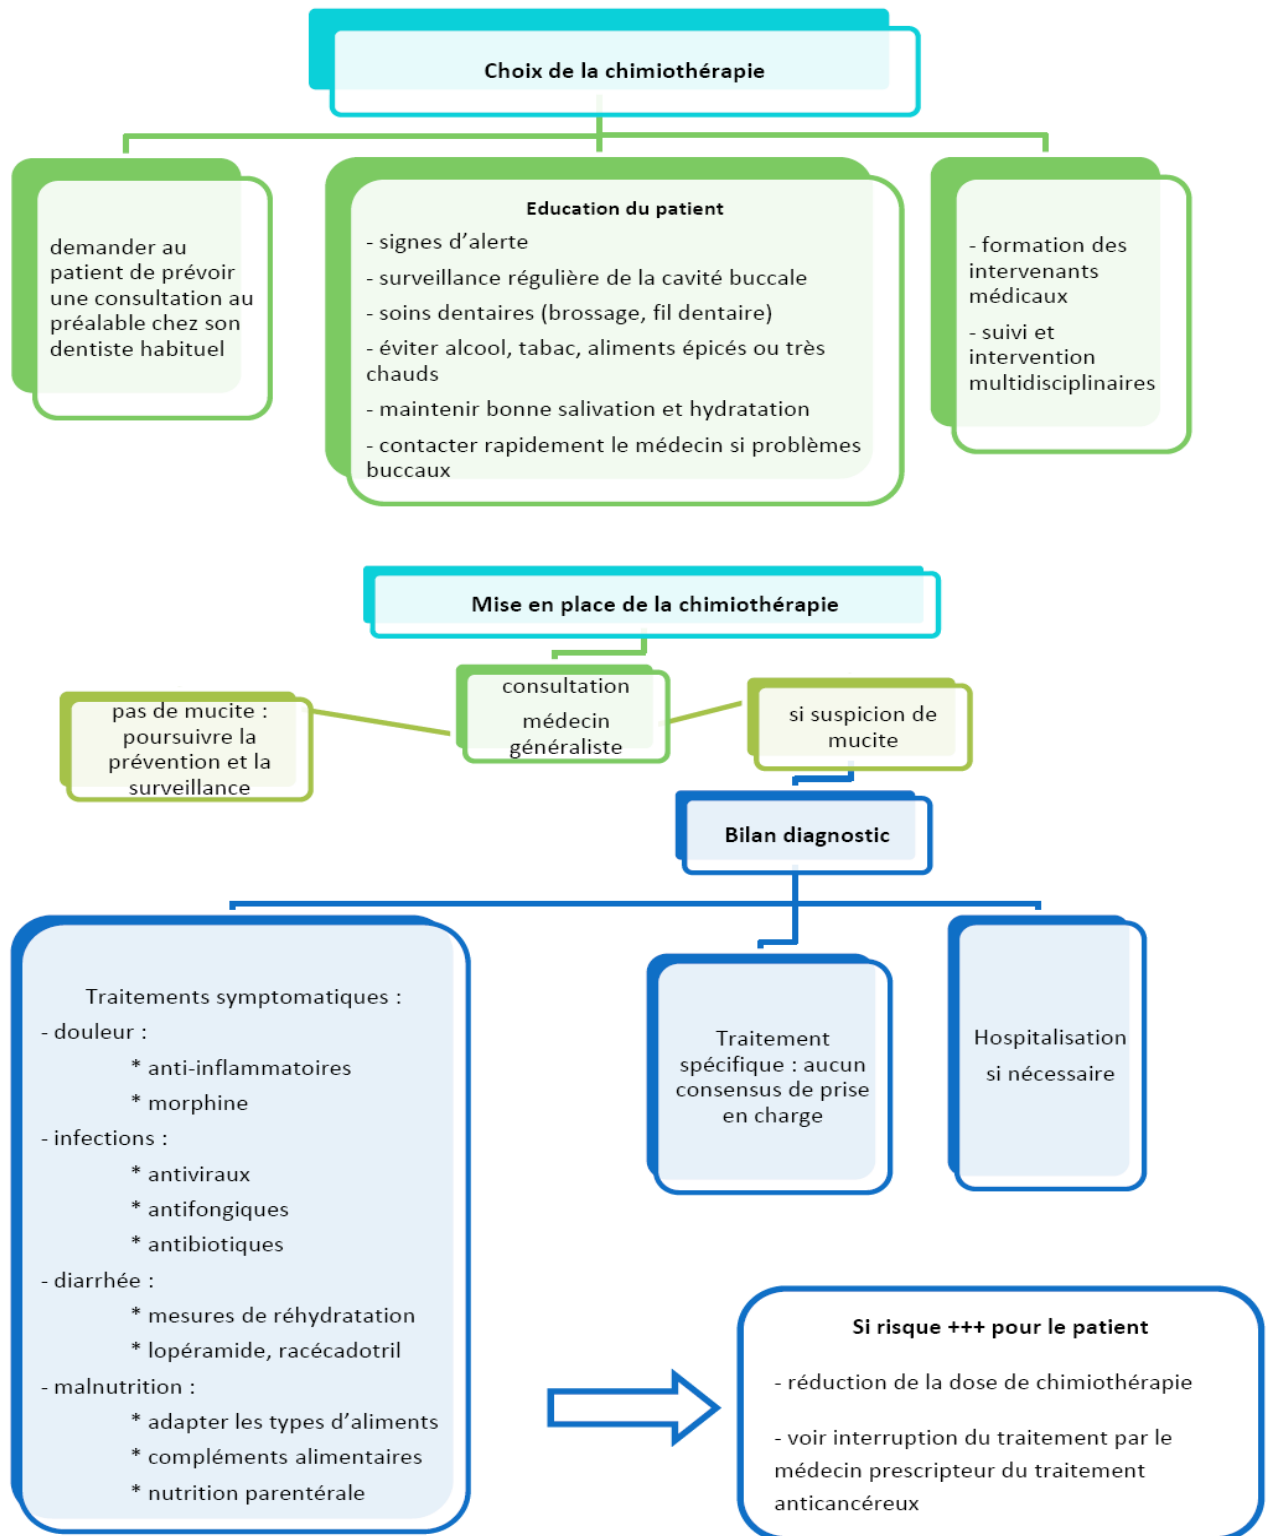 Choix de la chimiothérapie
demander au
patient de prévoir
une consultation au
préalable chez son
dentiste habituel
Education du patient
- signes d’alerte
- surveillance régulière de la cavité buccale
- soins dentaires (brossage, fil dentaire)
- éviter alcool, tabac, aliments épicés ou très
chauds
- maintenir bonne salivation et hydratation
- contacter rapidement le médecin si problèmes
buccaux
- formation des
intervenants
médicaux
- suivi et
intervention
multidisciplinaires
Mise en place de la chimiothérapie
consultation
médecin
généraliste
pas de mucite :
poursuivre la
prévention et la
surveillance
si suspicion de
mucite
Bilan diagnostic
Traitements symptomatiques :
- douleur :
* anti-inflammatoires
* morphine
- infections :
* antiviraux
* antifongiques
* antibiotiques
- diarrhée :
* mesures de réhydratation
* lopéramide, racécadotril
- malnutrition :
* adapter les types d’aliments
* compléments alimentaires
* nutrition parentérale
Traitement
spécifique : aucun
consensus de prise
en charge
Hospitalisation
si nécessaire
Si risque +++ pour le patient
- réduction de la dose de chimiothérapie
- voir interruption du traitement par le
médecin prescripteur du traitement
anticancéreux